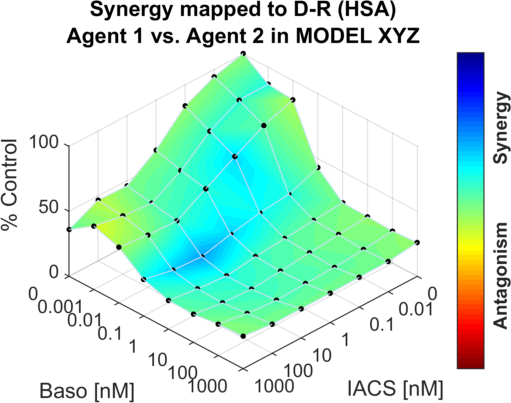 Synergy mapped to D-R (HSA)
Agent 1 vs. Agent 2 in MODEL XYZ
% Control
100
50
0
0
0.001
0.01
0.1
1
10
100
1000
Baso [nM]
0
0.01
0.1
1
10
100
1000
IACS [nM]
Synergy
Antagonism